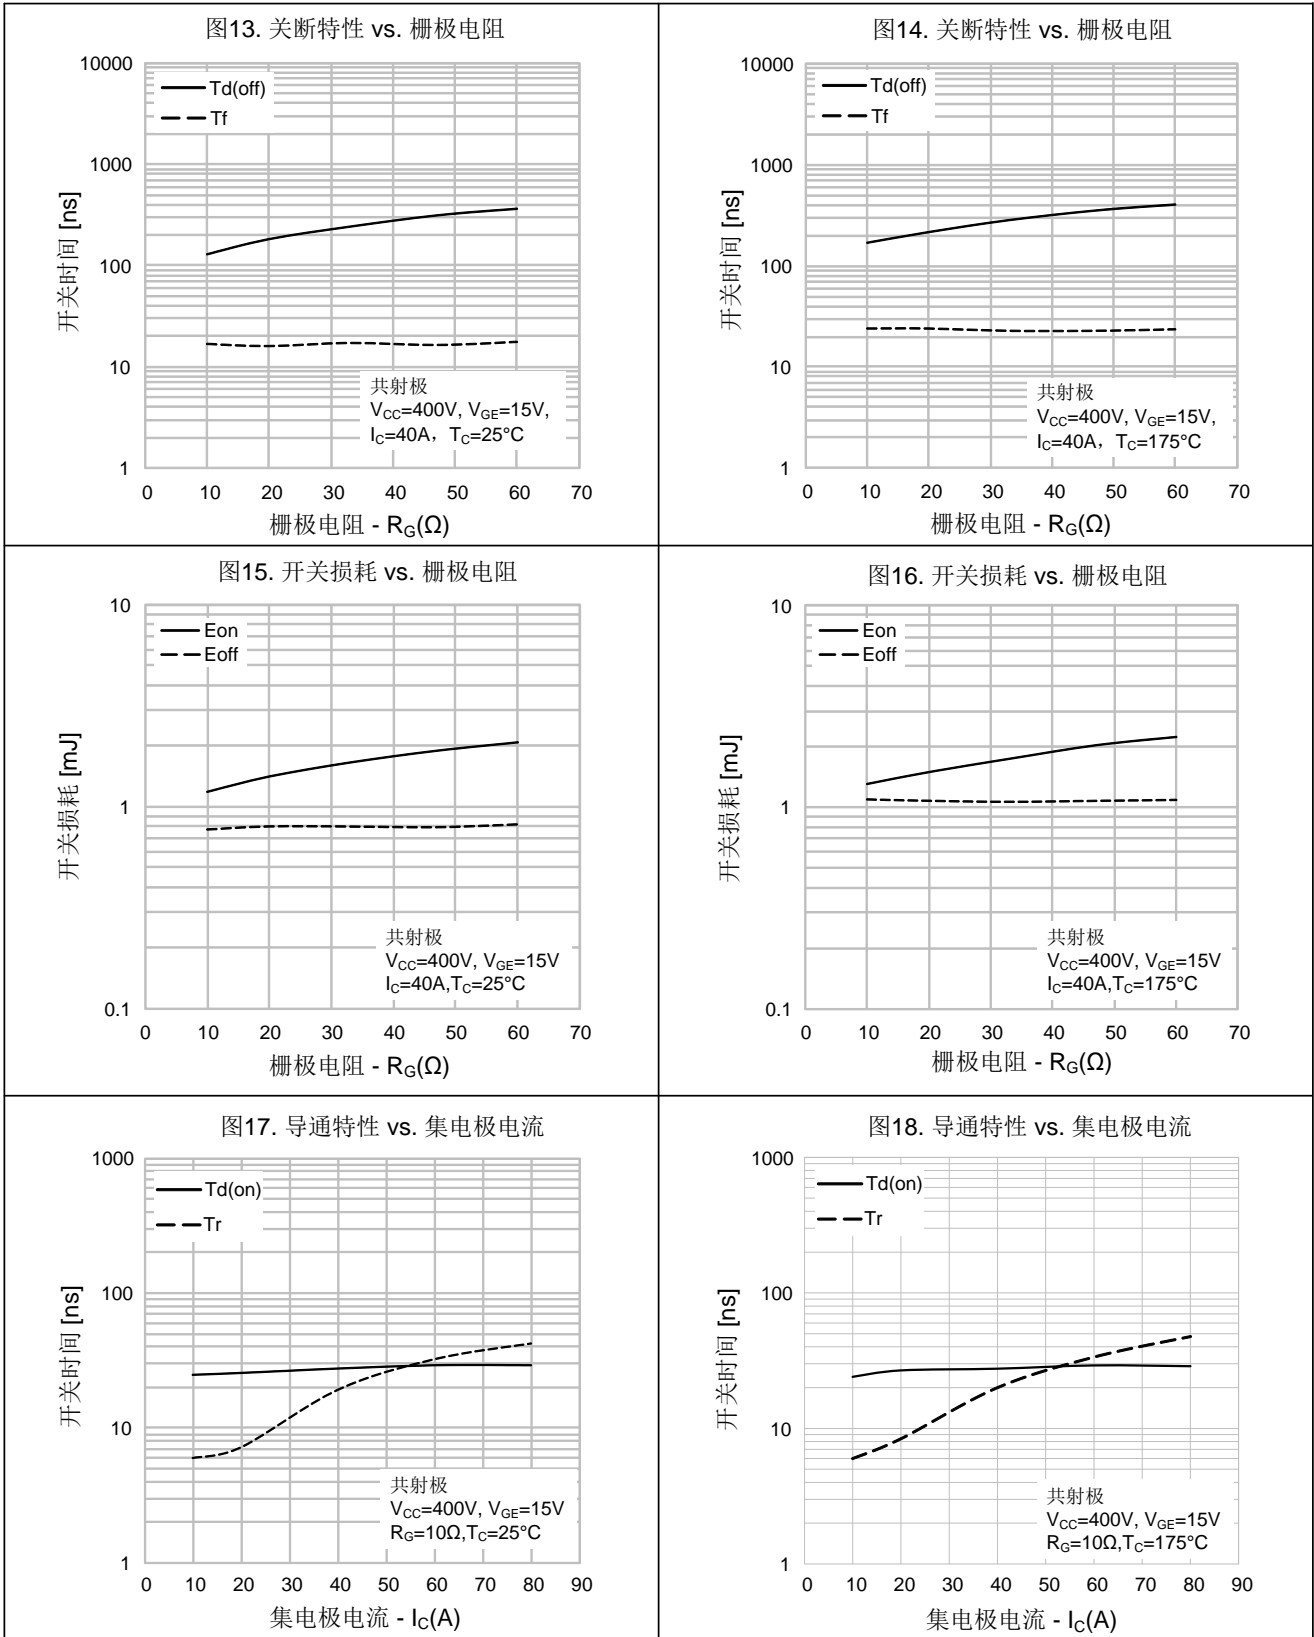 图13. 关断特性 vs. 栅极电阻
10000
1000
100
10
1
Td(off)
Tf
开关时间 [ns]
共射极
VCC=400V, VGE=15V,
IC=40A，TC=25°C
0 10 20 30 40 50 60 70
栅极电阻 - RG(Ω)
图14. 关断特性 vs. 栅极电阻
10000
1000
100
10
1
Td(off)
Tf
开关时间 [ns]
共射极
VCC=400V, VGE=15V,
IC=40A，TC=175°C
0 10 20 30 40 50 60 70
栅极电阻 - RG(Ω)
图15. 开关损耗 vs. 栅极电阻
10
1
0.1
Eon
Eoff
开关损耗 [mJ]
共射极
VCC=400V, VGE=15V
IC=40A,TC=25°C
0 10 20 30 40 50 60 70
栅极电阻 - RG(Ω)
图16. 开关损耗 vs. 栅极电阻
10
1
0.1
Eon
Eoff
开关损耗 [mJ]
共射极
VCC=400V, VGE=15V
IC=40A,TC=175°C
0 10 20 30 40 50 60 70
栅极电阻 - RG(Ω)
图17. 导通特性 vs. 集电极电流
1000
100
10
1
Td(on)
Tr
开关时间 [ns]
共射极
VCC=400V, VGE=15V
RG=10Ω,TC=25°C
0 10 20 30 40 50 60 70 80 90
集电极电流 - IC(A)
图18. 导通特性 vs. 集电极电流
1000
100
10
1
Td(on)
Tr
开关时间 [ns]
共射极
VCC=400V, VGE=15V
RG=10Ω,TC=175°C
0 10 20 30 40 50 60 70 80 90
集电极电流 - IC(A)